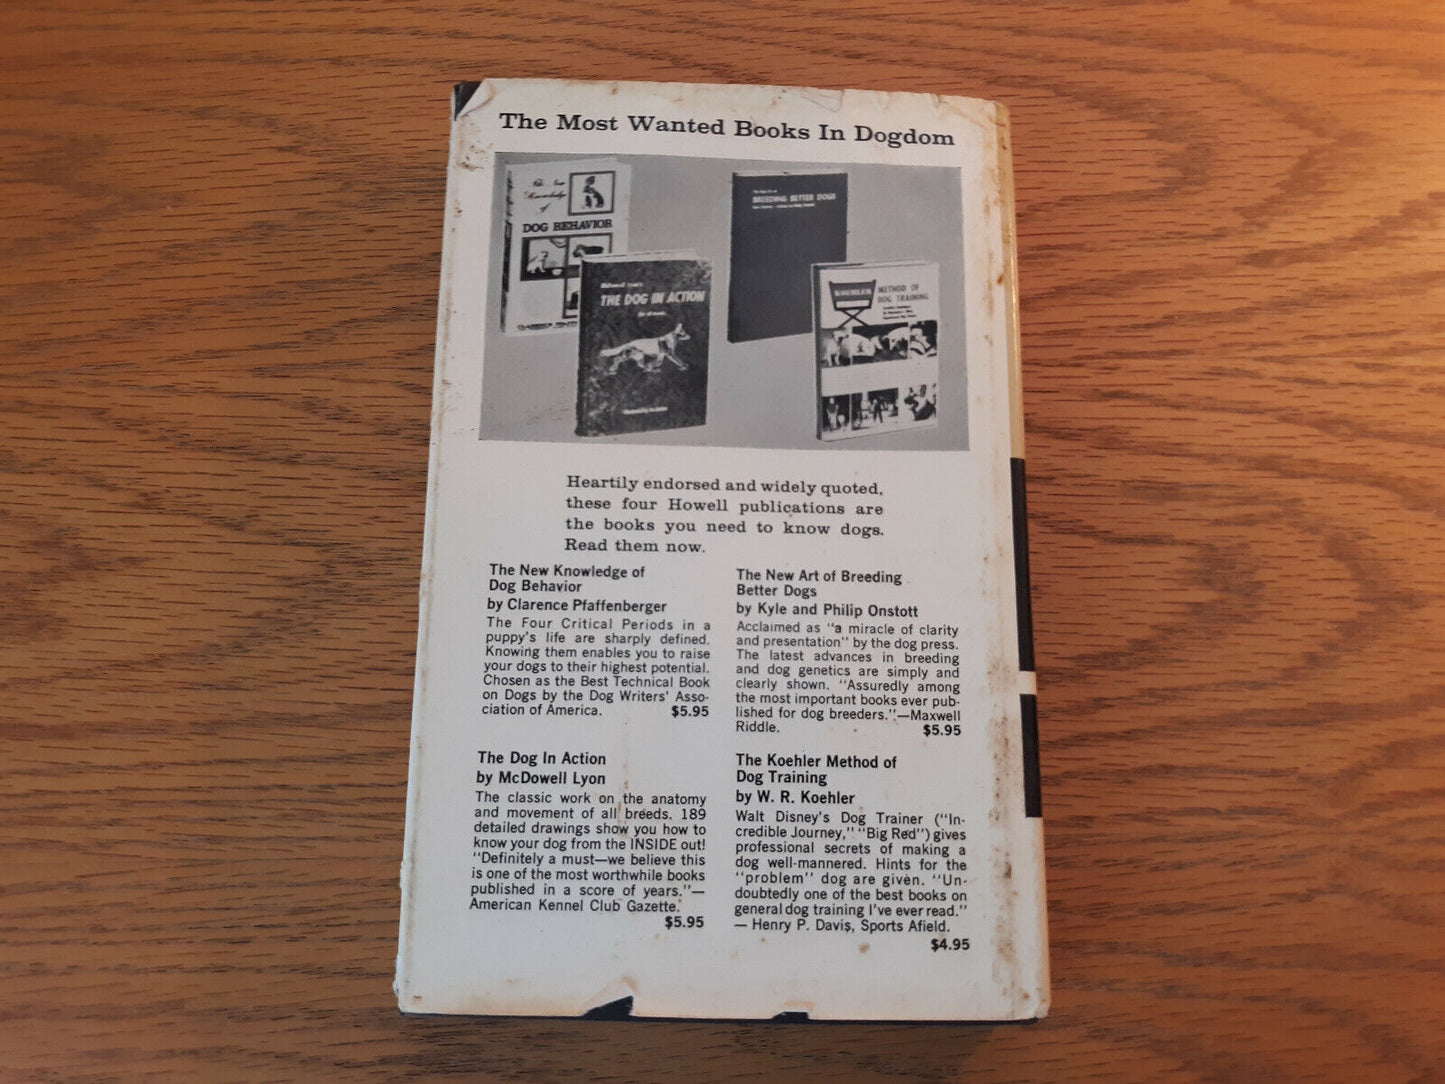 The Most Wanted Books In Dogdom
The New
Knowledge
of
DOG BEHAVIOR
BREEDING BETTER DOGS
THE DOG IN ACTION
KOEHLER
METHOD OF
DOG TRAINING
Heartily endorsed and widely quoted,
these four Howell publications are
the books you need to know dogs.
Read them now.
The New Knowledge of
Dog Behavior
by Clarence Pfaffenberger
The Four Critical Periods in a
puppy's life are sharply defined.
Knowing them enables you to raise
your dogs to their highest potential.
Chosen as the Best Technical Book
on Dogs by the Dog Writers' Asso-
ciation of America. $5.95
The New Art of Breeding
Better Dogs
by Kyle and Philip Onstott
Acclaimed as "a miracle of clarity
and presentation" by the dog press.
The latest advances in breeding
and dog genetics are simply and
clearly shown. "Assuredly among
the most important books ever pub-
lished for dog breeders."—Maxwell
Riddle. $5.95
The Dog In Action
by McDowell Lyon
The classic work on the anatomy
and movement of all breeds. 189
detailed drawings show you how to
know your dog from the INSIDE out!
"Definitely a must—we believe this
is one of the most worthwhile books
published in a score of years."—
American Kennel Club Gazette.
$5.95
The Koehler Method of
Dog Training
by W. R. Koehler
Walt Disney's Dog Trainer ("In-
credible Journey," "Big Red") gives
professional secrets of making a
dog well-mannered. Hints for the
"problem" dog are given. "Un-
doubtedly one of the best books on
general dog training I've ever read."
— Henry P. Davis, Sports Afield.
$4.95